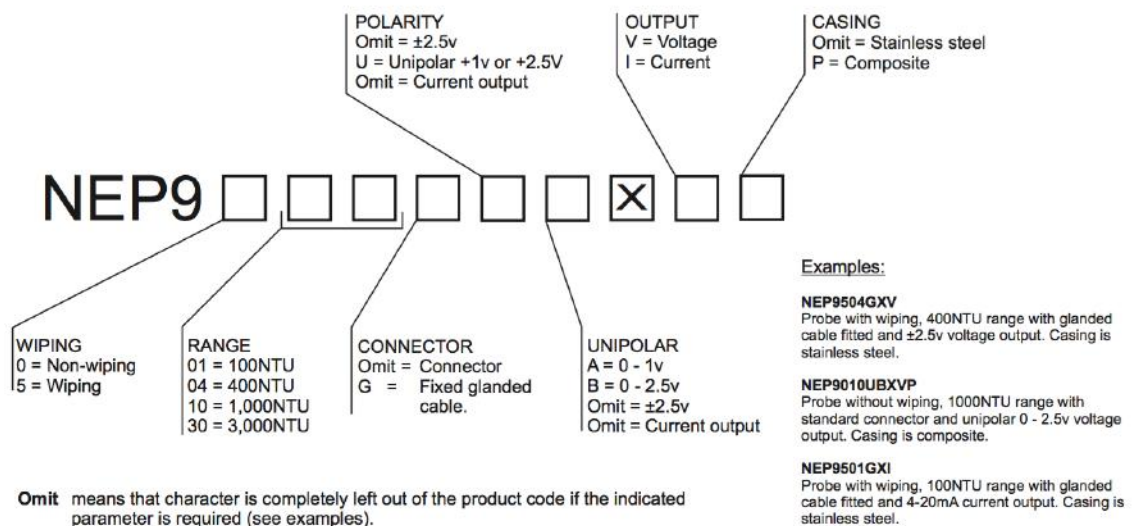 POLARITY
Omit = ±2.5v
U = Unipolar +1v or +2.5V
Omit = Current output
OUTPUT
V = Voltage
I = Current
CASING
Omit = Stainless steel
P = Composite
NEP9 X
WIPING
0 = Non-wiping
5 = Wiping
RANGE
01 = 100NTU
04 = 400NTU
10 = 1,000NTU
30 = 3,000NTU
CONNECTOR
Omit = Connector
G = Fixed glanded
cable.
UNIPOLAR
A = 0 - 1v
B = 0 - 2.5v
Omit = ±2.5v
Omit = Current output
Examples:
NEP9504GXV
Probe with wiping, 400NTU range with glanded
cable fitted and ±2.5v voltage output. Casing is
stainless steel.
NEP9010UBXVP
Probe without wiping, 1000NTU range with
standard connector and unipolar 0 - 2.5v voltage
output. Casing is composite.
NEP9501GXI
Probe with wiping, 100NTU range with glanded
cable fitted and 4-20mA current output. Casing is
stainless steel.
Omit means that character is completely left out of the product code if the indicated
parameter is required (see examples).